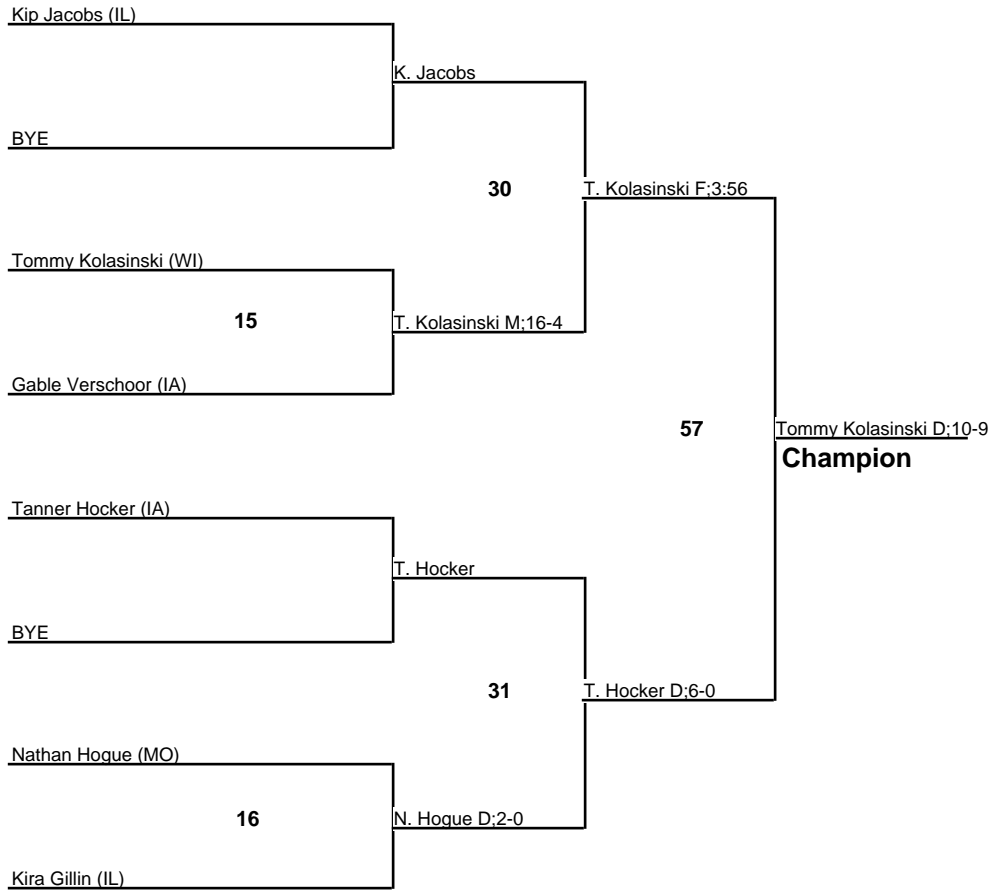 Kip Jacobs (IL)
K. Jacobs
BYE
30
T. Kolasinski F;3:56
Tommy Kolasinski (WI)
15
T. Kolasinski M;16-4
Gable Verschoor (IA)
57
Tommy Kolasinski D;10-9
Champion
Tanner Hocker (IA)
T. Hocker
BYE
31
T. Hocker D;6-0
Nathan Hogue (MO)
16
N. Hogue D;2-0
Kira Gillin (IL)